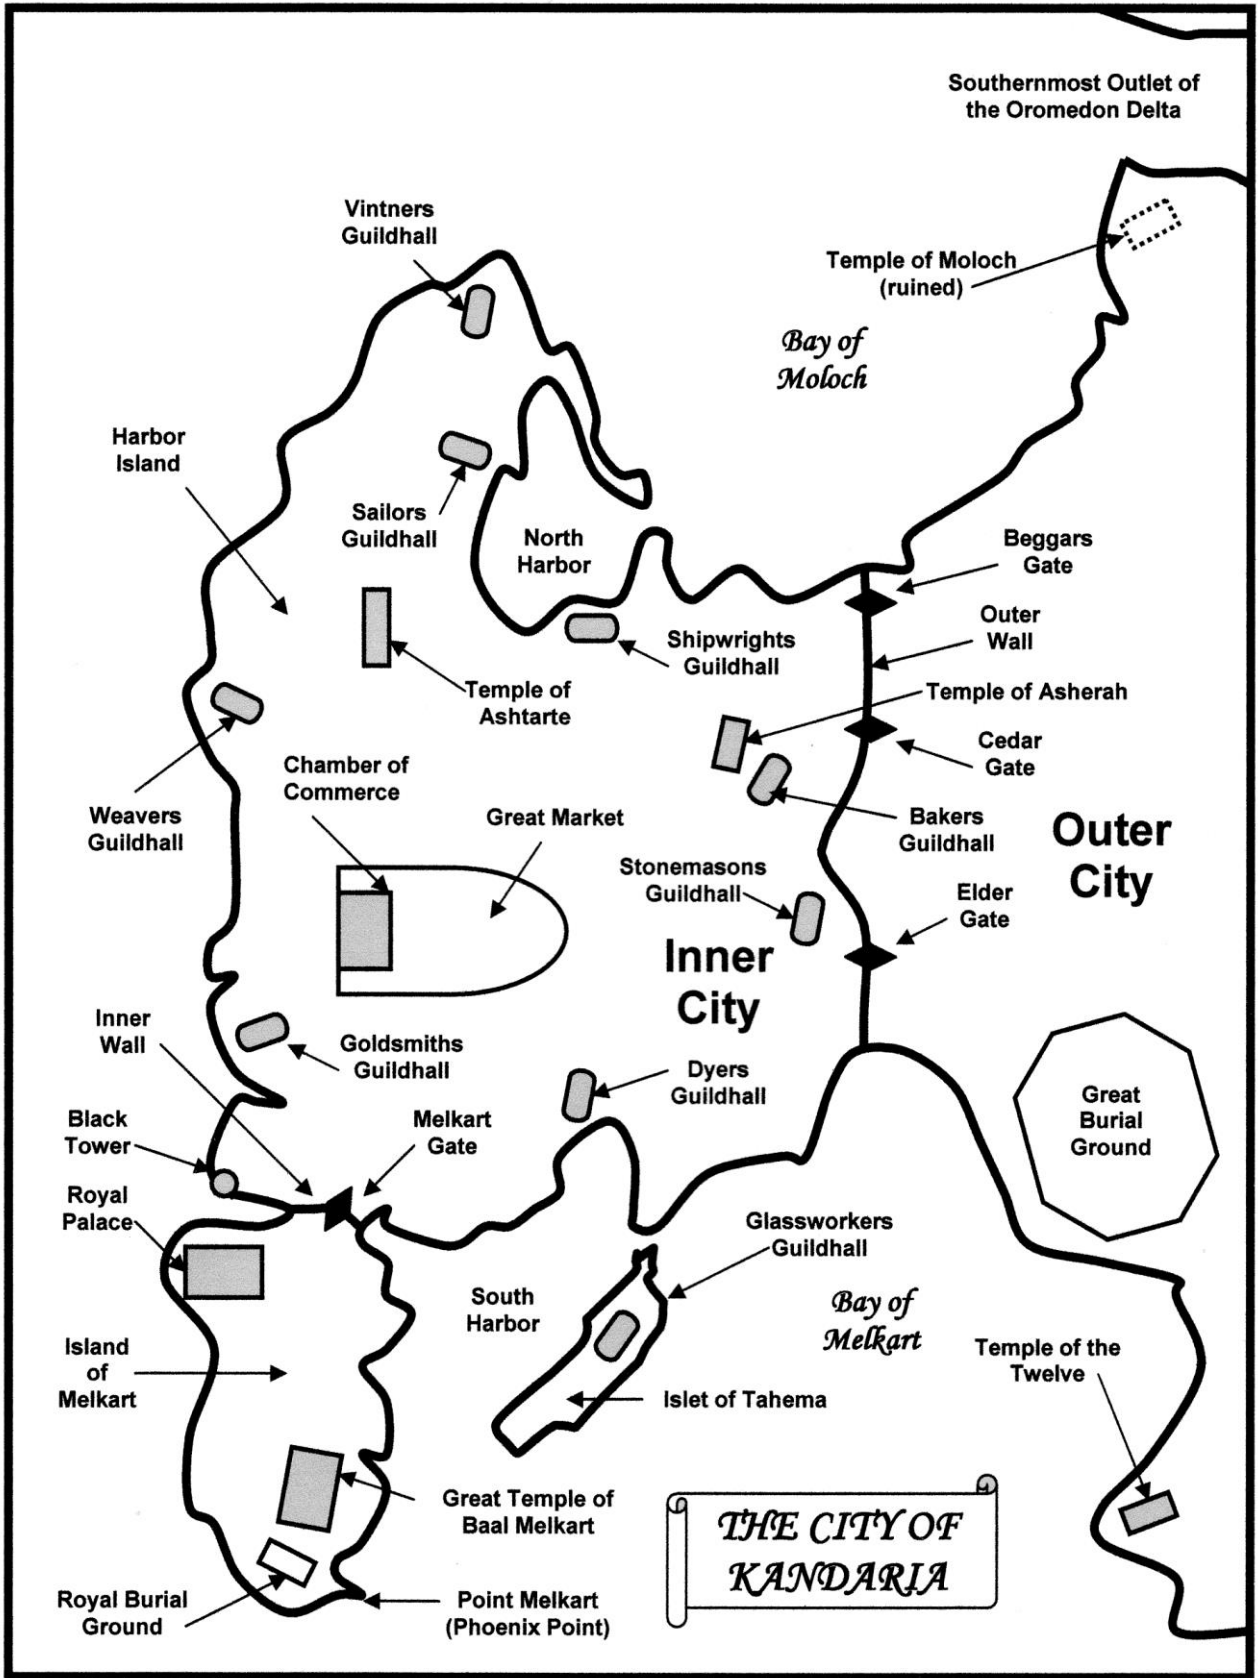 Southernmost Outlet of
the Oromedon Delta
Vintners
Guildhall
Temple of Moloch
(ruined)
Bay of
Moloch
Harbor
Island
Sailors
Guildhall
North
Harbor
Beggars
Gate
Outer
Wall
Shipwrights
Guildhall
Temple of
Ashtarte
Temple of Asherah
Cedar
Gate
Chamber of
Commerce
Weavers
Guildhall
Great Market
Bakers
Guildhall
Outer
City
Stonemasons
Guildhall
Elder
Gate
Inner
City
Inner
Wall
Goldsmiths
Guildhall
Dyers
Guildhall
Great
Burial
Ground
Black
Tower
Melkart
Gate
Royal
Palace
Glassworkers
Guildhall
South
Harbor
Bay of
Melkart
Island
of
Melkart
Temple of the
Twelve
Islet of Tahema
Great Temple of
Baal Melkart
THE CITY OF
KANDARIA
Royal Burial
Ground
Point Melkart
(Phoenix Point)